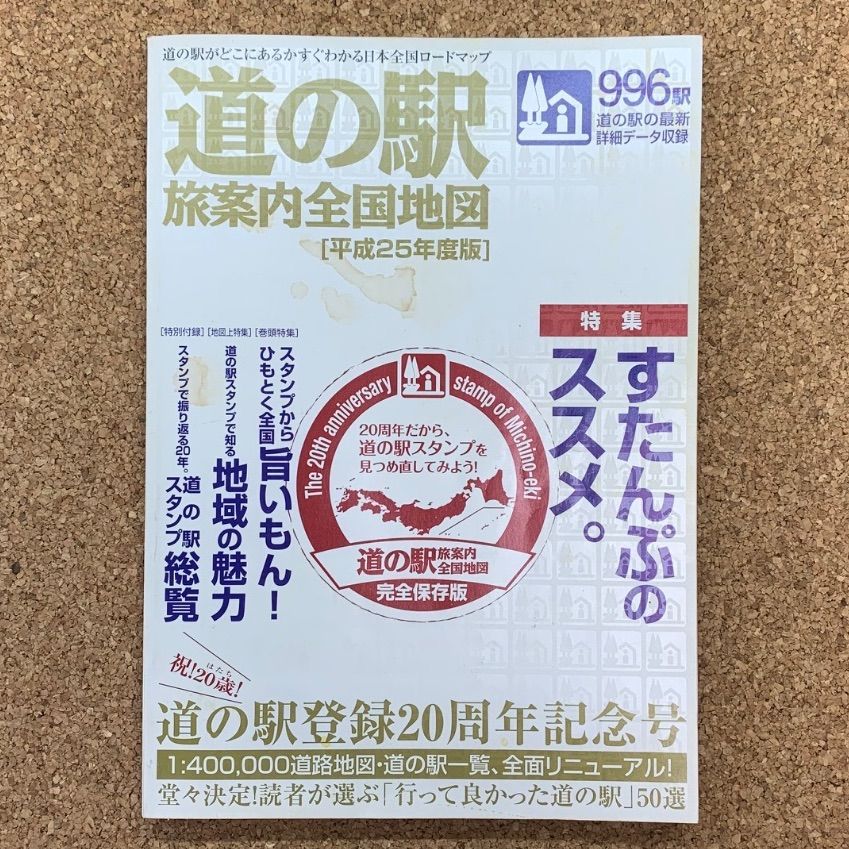 道の駅がどこにあるかすぐわかる日本全国ロードマップ
道の駅
旅案内全国地図
[平成25年度版]
996駅
道の駅の最新
詳細データ収録
特集
すたんぷの
ススメ。
[巻頭特集]
スタンプから
ひもとく全国
旨いもん!
[地図上特集]
道の駅スタンプで知る
地域の魅力
[特別付録]
スタンプで振り返る20年。
道の駅
スタンプ
総覧
The 20th anniversary stamp of Michino-eki
20周年だから、
道の駅スタンプを
見つめ直してみよう!
道の駅 旅案内
全国地図
完全保存版
祝!20歳!
はたち
道の駅登録20周年記念号
1:400,000道路地図・道の駅一覧、全面リニューアル!
堂々決定!読者が選ぶ「行って良かった道の駅」50選